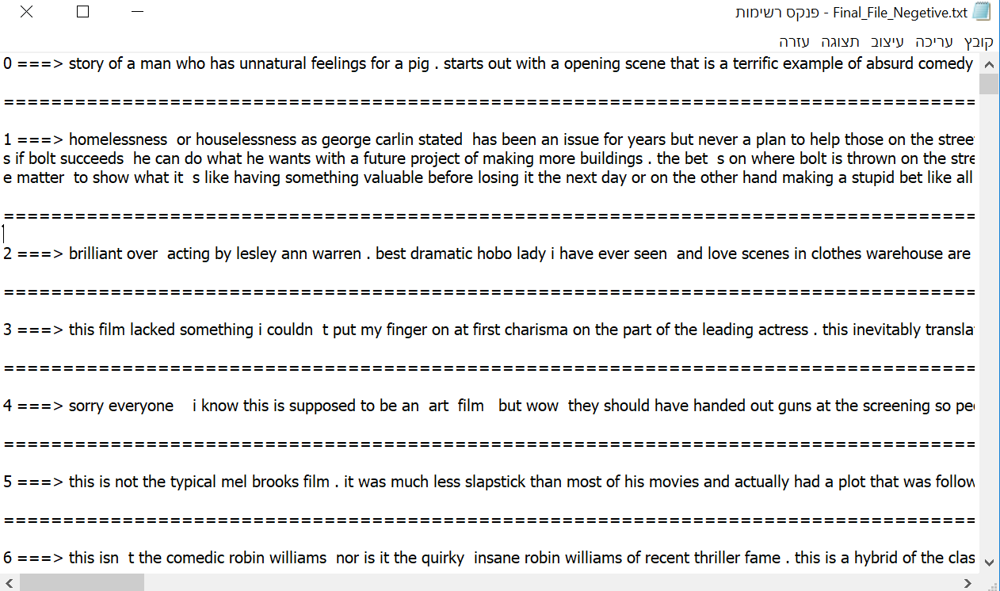 Final_File_Negetive.txt - פנקס רשימות
קובץ עריכה עיצוב תצוגה עזרה
0 ===> story of a man who has unnatural feelings for a pig . starts out with a opening scene that is a terrific example of absurd comedy
==================================================================================
1 ===> homelessness  or houselessness as george carlin stated  has been an issue for years but never a plan to help those on the
s if bolt succeeds  he can do what he wants with a future project of making more buildings . the bet  s on where bolt is thrown on the
e matter  to show what it  s like having something valuable before losing it the next day or on the other hand making a stupid bet like all
==================================================================================
2 ===> brilliant over  acting by lesley ann warren . best dramatic hobo lady i have ever seen  and love scenes in clothes warehouse are
==================================================================================
3 ===> this film lacked something i couldn  t put my finger on at first charisma on the part of the leading actress . this inevitably
==================================================================================
4 ===> sorry everyone    i know this is supposed to be an  art  film   but wow  they should have handed out guns at the screening so
==================================================================================
5 ===> this is not the typical mel brooks film . it was much less slapstick than most of his movies and actually had a plot that was
==================================================================================
6 ===> this isn  t the comedic robin williams  nor is it the quirky  insane robin williams of recent thriller fame . this is a hybrid of the